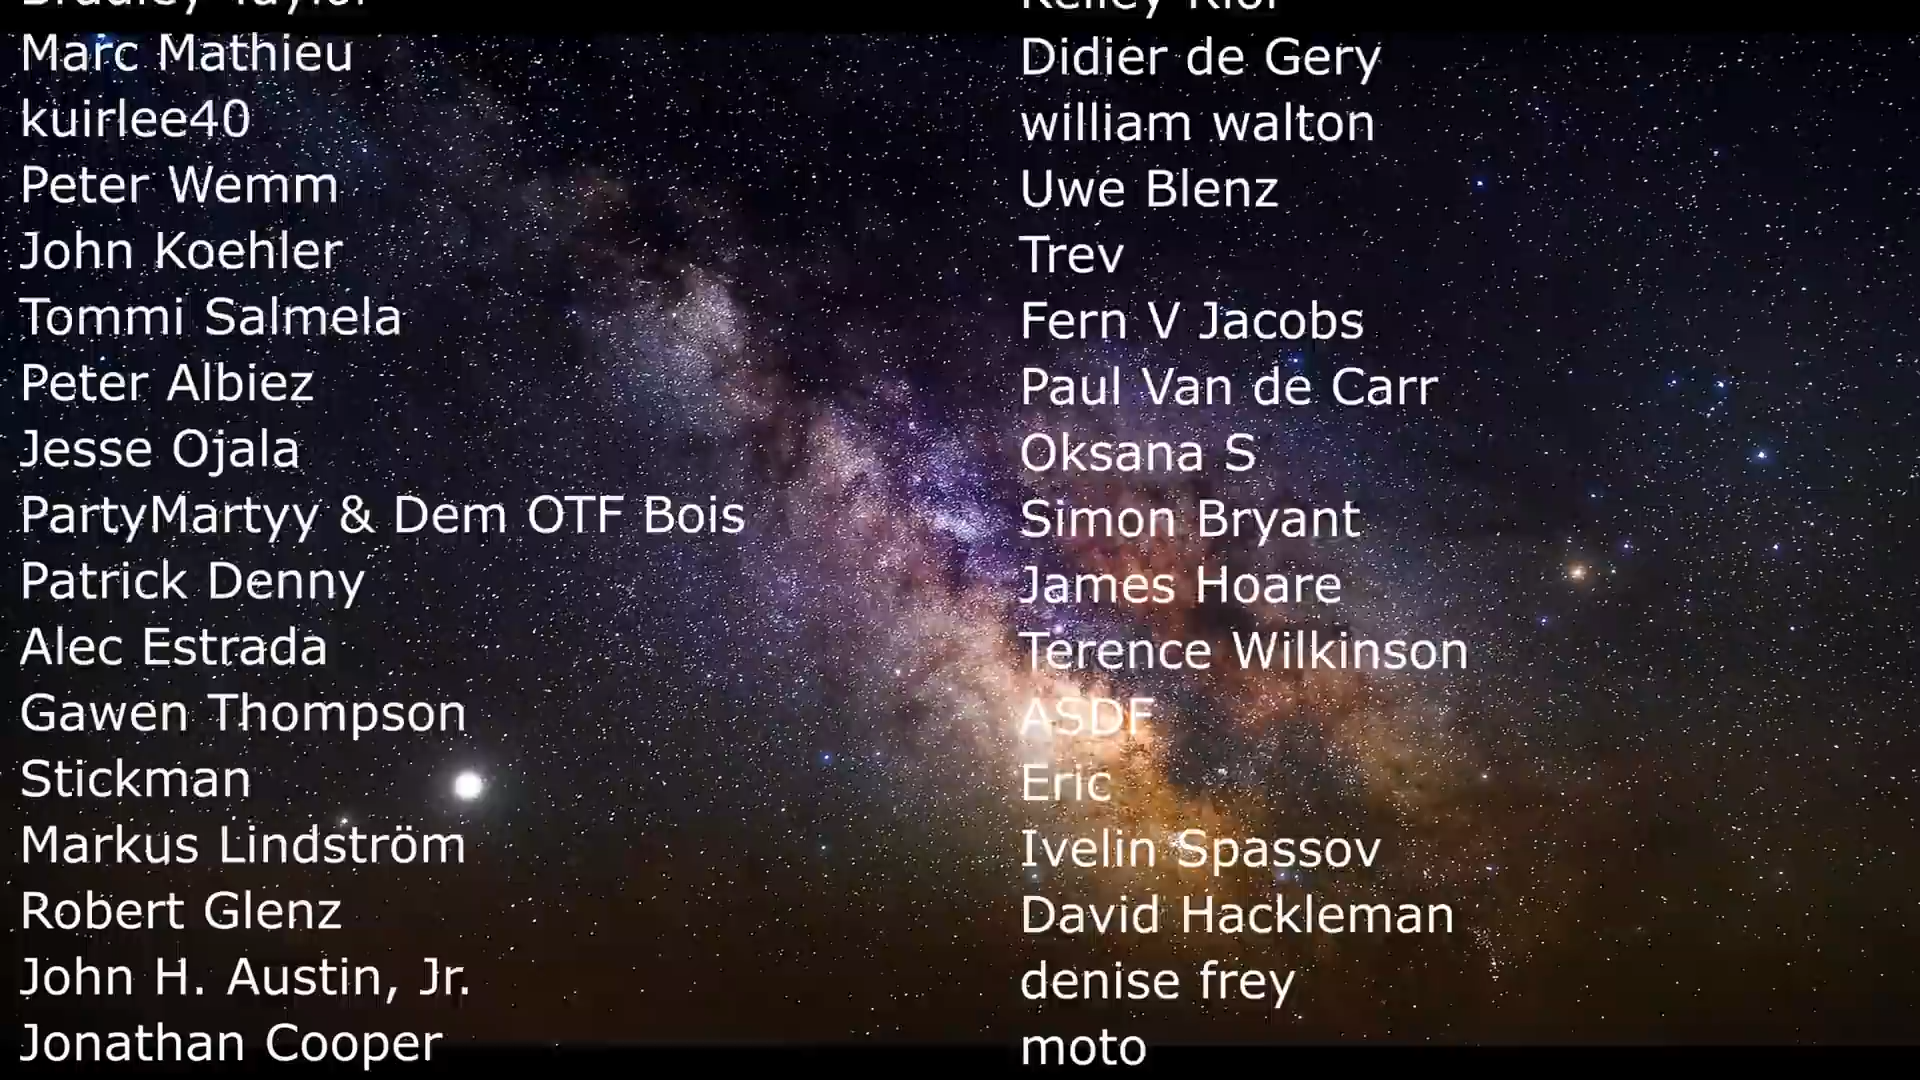 Bradley Taylor
Marc Mathieu
kuirlee40
Peter Wemm
John Koehler
Tommi Salmela
Peter Albiez
Jesse Ojala
PartyMartyy & Dem OTF Bois
Patrick Denny
Alec Estrada
Gawen Thompson
Stickman
Markus Lindström
Robert Glenz
John H. Austin, Jr.
Jonathan Cooper
Kelley
Didier de Gery
william walton
Uwe Blenz
Trev
Fern V Jacobs
Paul Van de Carr
Oksana S
Simon Bryant
James Hoare
Terence Wilkinson
ASDF
Eric
Ivelin Spassov
David Hackleman
denise frey
moto